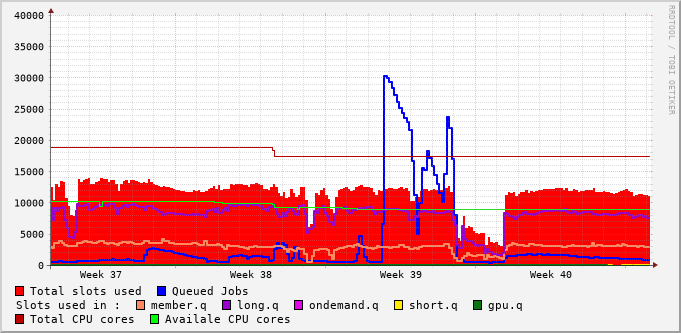 40000
35000
30000
25000
20000
15000
10000
5000
0
Week 37 Week 38 Week 39 Week 40
RRDTOOL / TOBI OETIKER
Total slots used Queued Jobs
Slots used in : member.q long.q ondemand.q short.q gpu.q
Total CPU cores Availale CPU cores